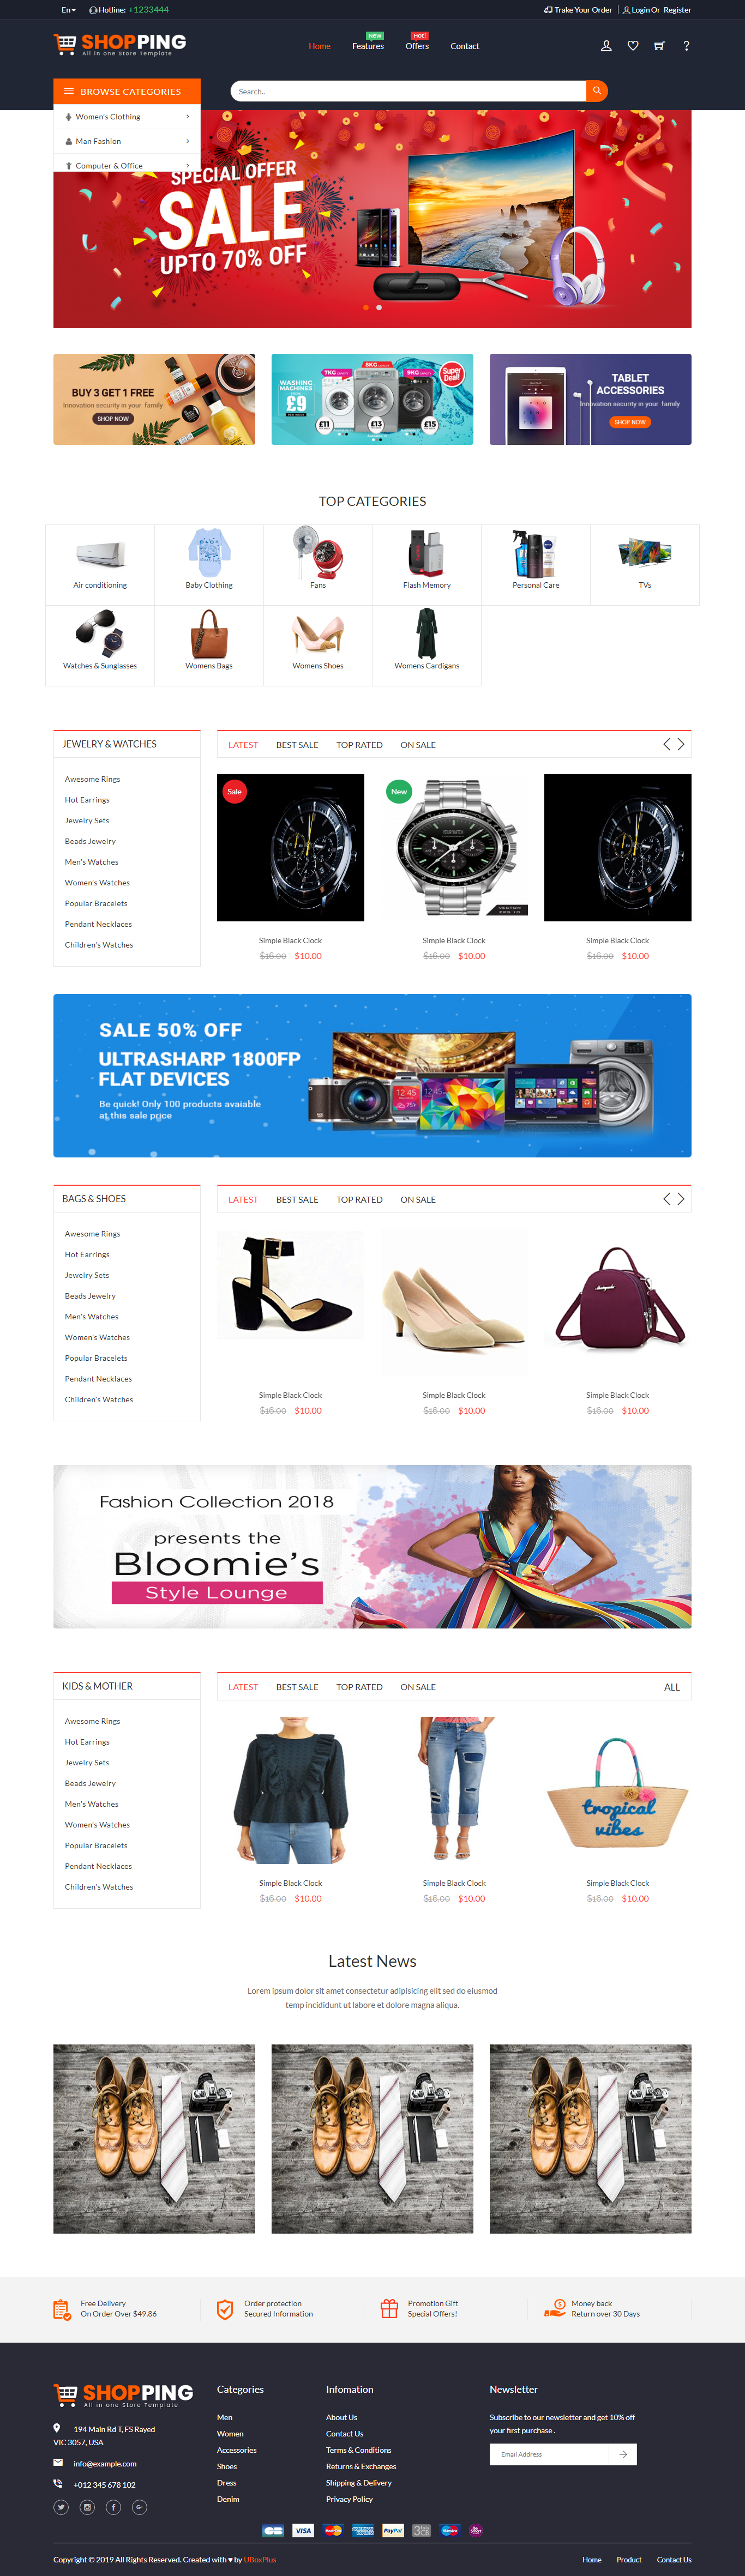 En
Hotline: +1233444
Trake Your Order
Login Or Register
SHOPPING
All in one Store Template
Home
New
Features
Hot!
Offers
Contact
BROWSE CATEGORIES
Search..
Women's Clothing
Man Fashion
Computer & Office
SPECIAL OFFER
SALE
UP TO 70% OFF
BUY 3 GET 1 FREE
Innovation security in your family
SHOP NOW
WASHING
MACHINES
£9
7KG CAPACITY
8KG CAPACITY
9KG CAPACITY
Super
Deal!
£11
£13
£15
TABLET
ACCESSORIES
Innovation security in your family
SHOP NOW
TOP CATEGORIES
Air conditioning
Baby Clothing
Fans
Flash Memory
Personal Care
TVs
Watches & Sunglasses
Womens Bags
Womens Shoes
Womens Cardigans
JEWELRY & WATCHES
Awesome Rings
Hot Earrings
Jewelry Sets
Beads Jewelry
Men's Watches
Women's Watches
Popular Bracelets
Pendant Necklaces
Children's Watches
LATEST
BEST SALE
TOP RATED
ON SALE
Sale
Simple Black Clock
$16.00 $10.00
New
YOUR WATCH
VECTOR
EPS 10
Simple Black Clock
$16.00 $10.00
Simple Black Clock
$16.00 $10.00
SALE 50% OFF
ULTRASHARP 1800FP
FLAT DEVICES
Be quick! Only 100 products avaiable
at this sale price
12:45
12:45
BAGS & SHOES
Awesome Rings
Hot Earrings
Jewelry Sets
Beads Jewelry
Men's Watches
Women's Watches
Popular Bracelets
Pendant Necklaces
Children's Watches
LATEST
BEST SALE
TOP RATED
ON SALE
Simple Black Clock
$16.00 $10.00
Simple Black Clock
$16.00 $10.00
Simple Black Clock
$16.00 $10.00
Fashion Collection 2018
presents the
Bloomie's
Style Lounge
KIDS & MOTHER
Awesome Rings
Hot Earrings
Jewelry Sets
Beads Jewelry
Men's Watches
Women's Watches
Popular Bracelets
Pendant Necklaces
Children's Watches
LATEST
BEST SALE
TOP RATED
ON SALE
ALL
Simple Black Clock
$16.00 $10.00
Simple Black Clock
$16.00 $10.00
tropical
vibes
Simple Black Clock
$16.00 $10.00
Latest News
Lorem ipsum dolor sit amet consectetur adipisicing elit sed do eiusmod
temp incididunt ut labore et dolore magna aliqua.
Free Delivery
On Order Over $49.86
Order protection
Secured Information
Promotion Gift
Special Offers!
Money back
Return over 30 Days
SHOPPING
All in one Store Template
194 Main Rd T, FS Rayed
VIC 3057, USA
info@example.com
+012 345 678 102
Categories
Men
Women
Accessories
Shoes
Dress
Denim
Infomation
About Us
Contact Us
Terms & Conditions
Returns & Exchanges
Shipping & Delivery
Privacy Policy
Newsletter
Subscribe to our newsletter and get 10% off
your first purchase .
Email Address
VISA
PayPal
Copyright © 2019 All Rights Reserved. Created with ♥ by UBoxPlus
Home
Product
Contact Us